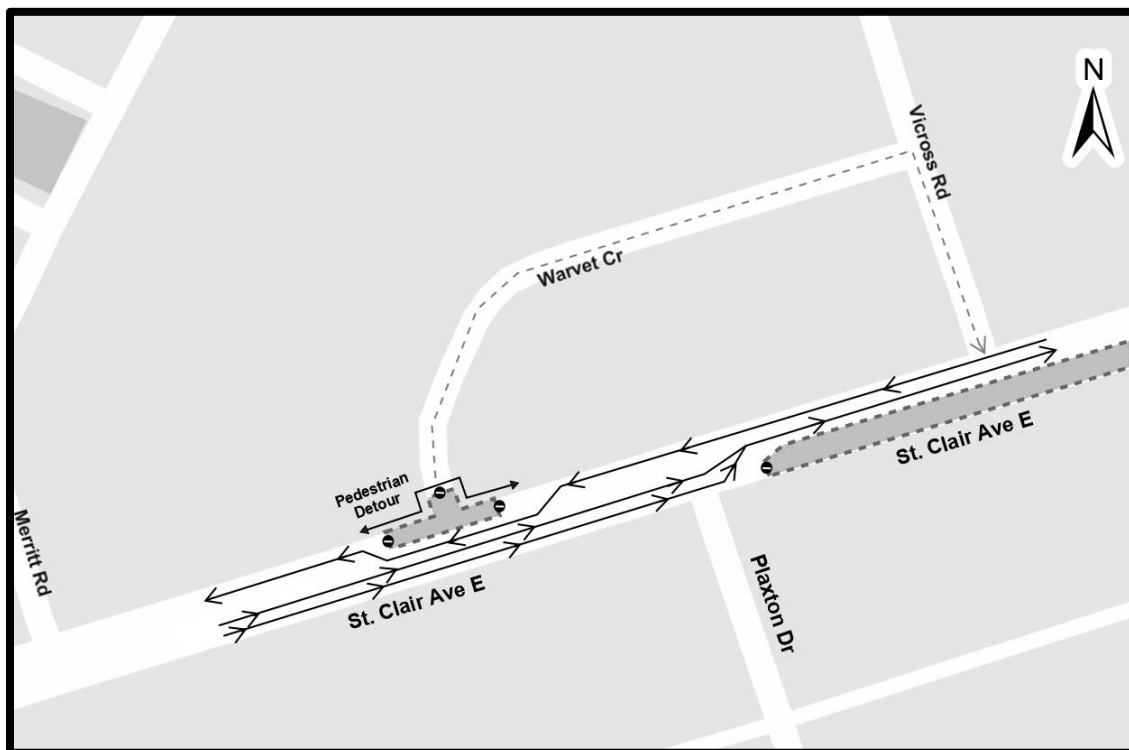 N
Vicross Rd
Warvet Cr
St. Clair Ave E
Pedestrian
Detour
Merritt Rd
Plaxton Dr
St. Clair Ave E